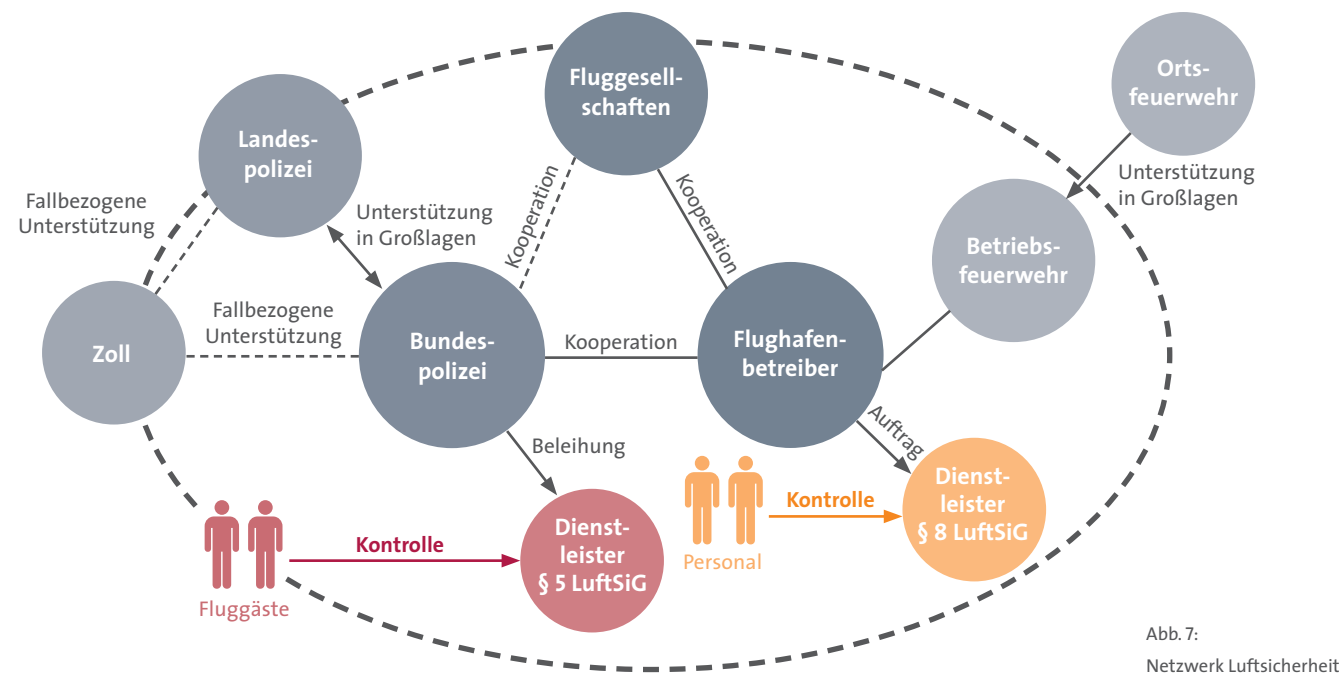 Fluggesell-
schaften
Orts-
feuerwehr
Landes-
polizei
Fallbezogene
Unterstützung
Unterstützung
in Großlagen
Kooperation
Kooperation
Unterstützung
in Großlagen
Betriebs-
feuerwehr
Zoll
Fallbezogene
Unterstützung
Bundes-
polizei
Kooperation
Flughafen-
betreiber
Beleihung
Auftrag
Fluggäste
Kontrolle
Dienst-
leister
§ 5 LuftSiG
Personal
Kontrolle
Dienst-
leister
§ 8 LuftSiG
Abb. 7:
Netzwerk Luftsicherheit